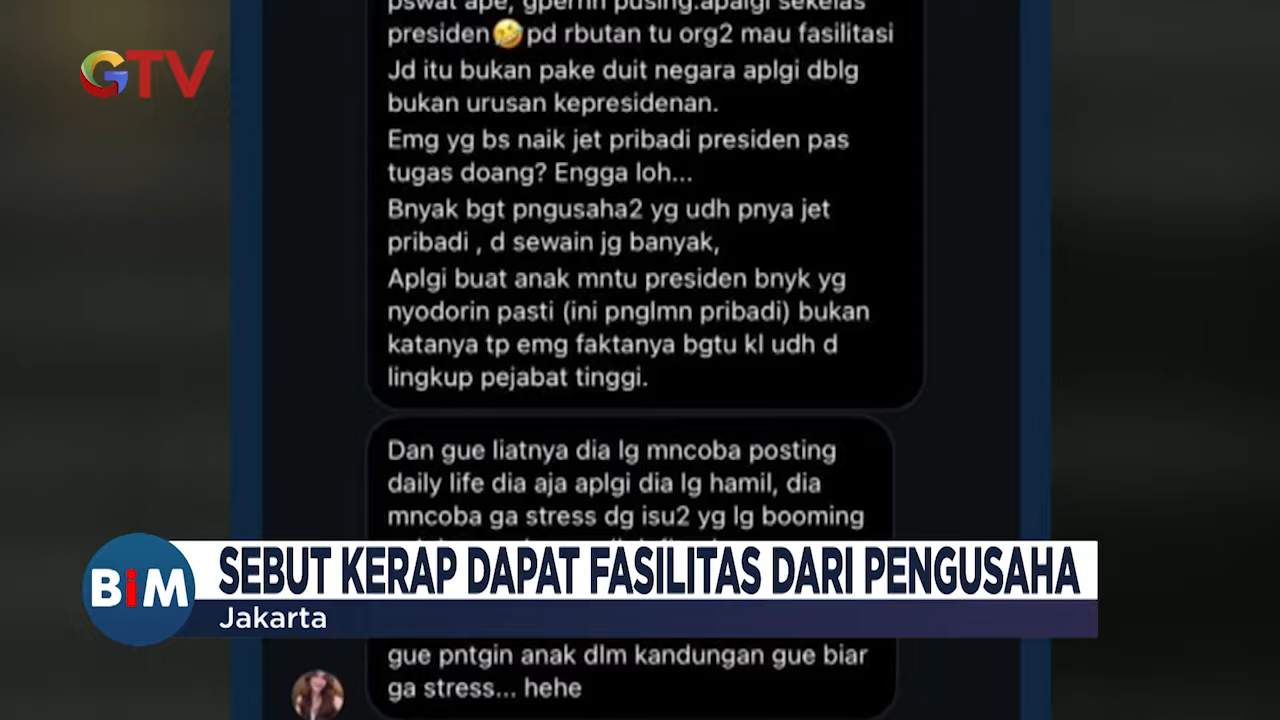 pswat ape, gpernh pusing.apalgi sekelas
presiden🤣pd rbutan tu org2 mau fasilitasi
Jd itu bukan pake duit negara aplgi dblg
bukan urusan kepresidenan.
Emg yg bs naik jet pribadi presiden pas
tugas doang? Engga loh...
Bnyak bgt pngusaha2 yg udh pnya jet
pribadi , d sewain jg banyak,
Aplgi buat anak mntu presiden bnyk yg
nyodorin pasti (ini pnglmn pribadi) bukan
katanya tp emg faktanya bgtu kl udh d
lingkup pejabat tinggi.
Dan gue liatnya dia lg mncoba posting
daily life dia aja aplgi dia lg hamil, dia
mncoba ga stress dg isu2 yg lg booming
gue pntgin anak dlm kandungan gue biar
ga stress... hehe
GTV
BiM
SEBUT KERAP DAPAT FASILITAS DARI PENGUSAHA
Jakarta